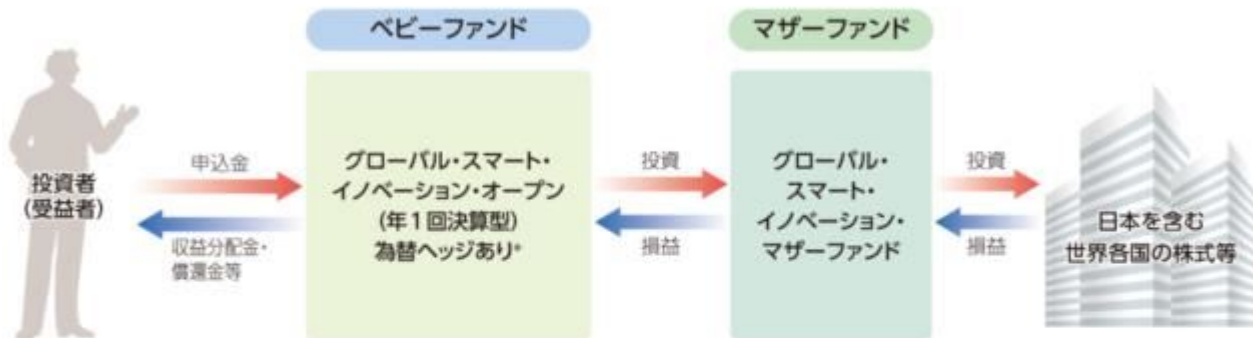 ベビーファンド
マザーファンド
投資者
(受益者)
申込金
収益分配金・
償還金等
グローバル・スマート・
イノベーション・オープン
(年1回決算型)
為替ヘッジあり*
投資
損益
グローバル・
スマート・
イノベーション・
マザーファンド
投資
損益
日本を含む
世界各国の株式等